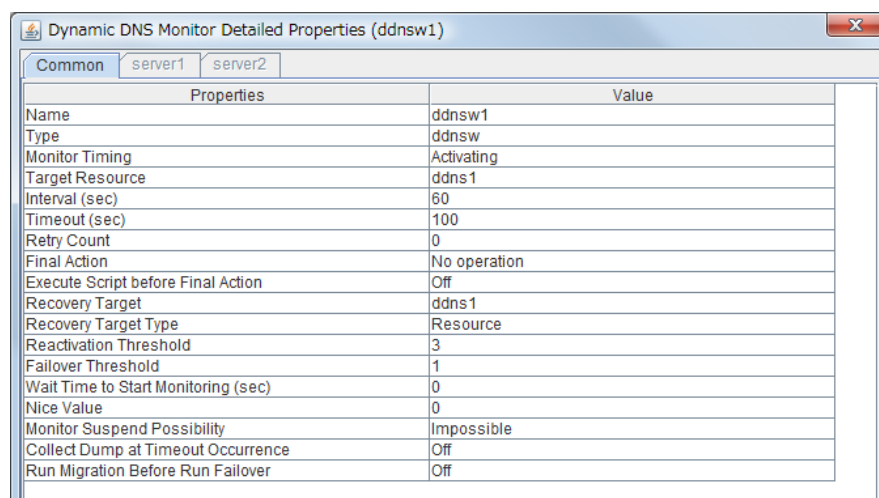 Dynamic DNS Monitor Detailed Properties (ddnsw1)
Common server1 server2
Properties Value
Name ddnsw1
Type ddnsw
Monitor Timing Activating
Target Resource ddns1
Interval (sec) 60
Timeout (sec) 100
Retry Count 0
Final Action No operation
Execute Script before Final Action Off
Recovery Target ddns1
Recovery Target Type Resource
Reactivation Threshold 3
Failover Threshold 1
Wait Time to Start Monitoring (sec) 0
Nice Value 0
Monitor Suspend Possibility Impossible
Collect Dump at Timeout Occurrence Off
Run Migration Before Run Failover Off